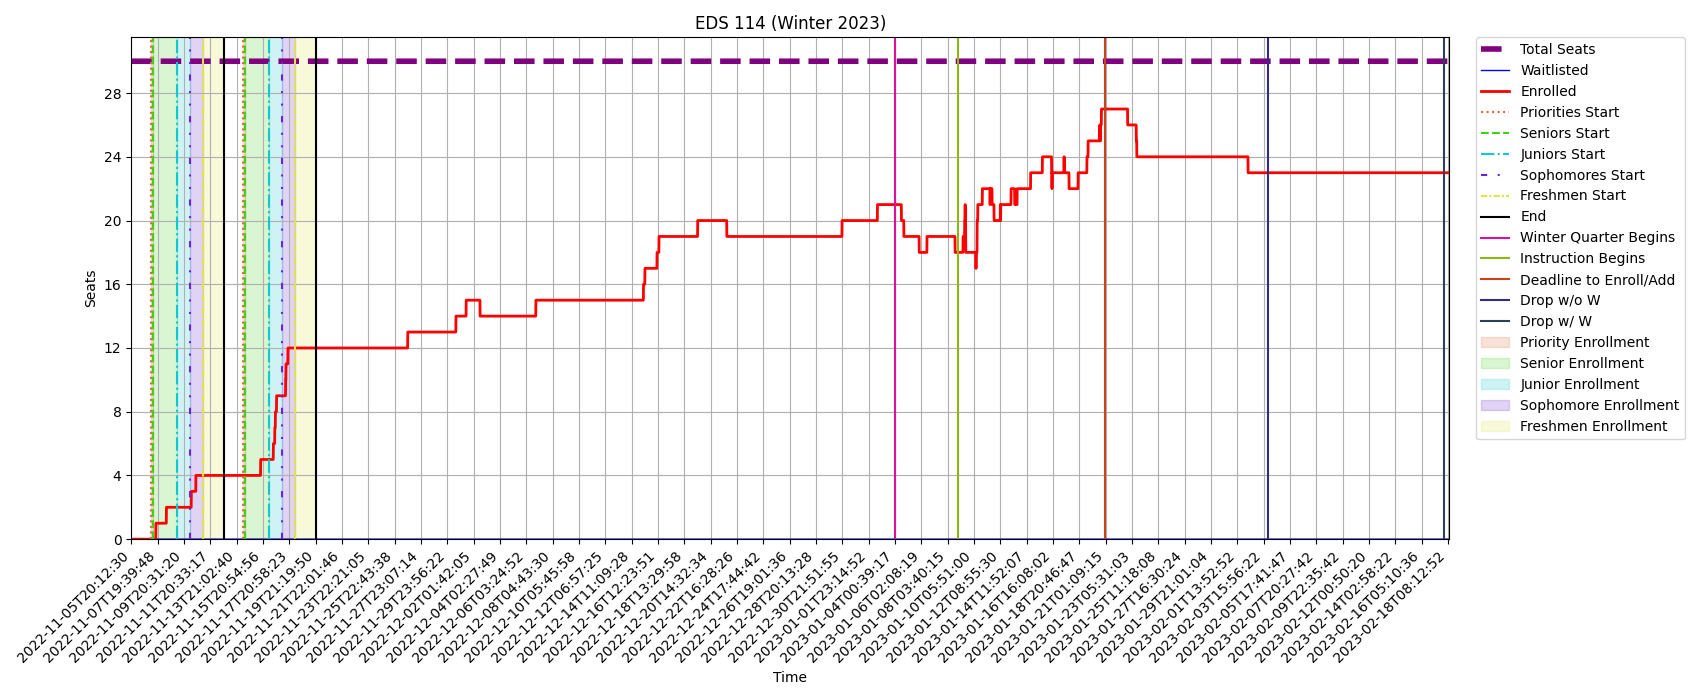 EDS 114 (Winter 2023)
Seats
28
24
20
16
12
8
4
0
2022-11-05T20:12:30
2022-11-07T19:39:48
2022-11-09T20:31:20
2022-11-11T20:33:17
2022-11-13T21:02:40
2022-11-15T20:54:56
2022-11-17T20:58:23
2022-11-19T21:19:50
2022-11-21T22:01:46
2022-11-23T22:21:05
2022-11-25T22:43:38
2022-11-27T23:07:14
2022-11-29T23:56:22
2022-12-02T01:42:05
2022-12-04T02:27:49
2022-12-06T03:24:52
2022-12-08T04:43:30
2022-12-10T05:45:58
2022-12-12T06:57:25
2022-12-14T11:09:28
2022-12-16T12:23:51
2022-12-18T13:29:58
2022-12-20T14:32:34
2022-12-22T16:28:26
2022-12-24T17:44:42
2022-12-26T19:01:36
2022-12-28T20:13:28
2022-12-30T21:51:55
2023-01-01T23:14:52
2023-01-04T00:39:17
2023-01-06T02:08:19
2023-01-08T03:40:15
2023-01-10T05:51:00
2023-01-12T08:55:30
2023-01-14T11:52:07
2023-01-16T16:08:02
2023-01-18T20:46:47
2023-01-21T01:09:15
2023-01-23T05:31:03
2023-01-25T11:18:08
2023-01-27T16:30:24
2023-01-29T21:01:04
2023-02-01T13:52:52
2023-02-03T15:56:22
2023-02-05T17:41:47
2023-02-07T20:27:42
2023-02-09T22:35:42
2023-02-12T00:50:20
2023-02-14T02:58:22
2023-02-16T05:10:36
2023-02-18T08:12:52
Time
Total Seats
Waitlisted
Enrolled
Priorities Start
Seniors Start
Juniors Start
Sophomores Start
Freshmen Start
End
Winter Quarter Begins
Instruction Begins
Deadline to Enroll/Add
Drop w/o W
Drop w/ W
Priority Enrollment
Senior Enrollment
Junior Enrollment
Sophomore Enrollment
Freshmen Enrollment